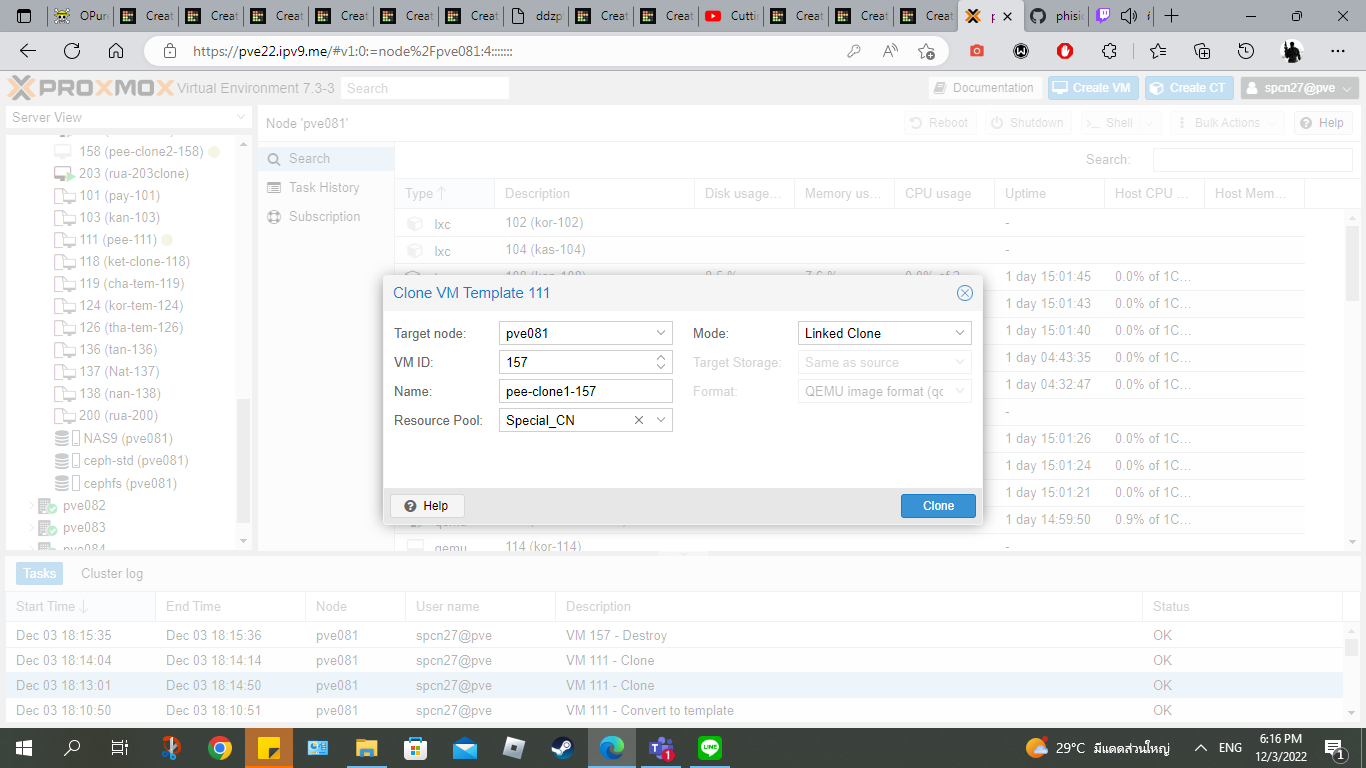 OPur
Creat
Creat
Creat
Creat
Creat
Creat
ddzp
Creat
Creat
Cuttin
Creat
Creat
Creat
phisi
https://pve22.ipv9.me/#v1:0:=node%2Fpve081:4:::::::
PROXMOX Virtual Environment 7.3-3 Search
Documentation Create VM Create CT spcn27@pve
Server View
Node 'pve081'
Reboot Shutdown Shell Bulk Actions Help
158 (pee-clone2-158)
203 (rua-203clone)
101 (pay-101)
103 (kan-103)
111 (pee-111)
118 (ket-clone-118)
119 (cha-tem-119)
124 (kor-tem-124)
126 (tha-tem-126)
136 (tan-136)
137 (Nat-137)
138 (nan-138)
200 (rua-200)
NAS9 (pve081)
ceph-std (pve081)
cephfs (pve081)
pve082
pve083
pve084
Search
Task History
Subscription
Search:
Type Description Disk usage... Memory us... CPU usage Uptime Host CPU ... Host Mem...
lxc 102 (kor-102) -
lxc 104 (kas-104) -
1 day 15:01:45 0.0% of 1C...
1 day 15:01:43 0.0% of 1C...
1 day 15:01:40 0.0% of 1C...
1 day 04:43:35 0.0% of 1C...
1 day 04:32:47 0.0% of 1C...
-
1 day 15:01:26 0.0% of 1C...
1 day 15:01:24 0.0% of 1C...
1 day 15:01:21 0.0% of 1C...
1 day 14:59:50 0.9% of 1C...
qemu 114 (kor-114) -
Clone VM Template 111
Target node: pve081
VM ID: 157
Name: pee-clone1-157
Resource Pool: Special_CN
Mode: Linked Clone
Target Storage: Same as source
Format: QEMU image format (qc
Help Clone
Tasks Cluster log
Start Time End Time Node User name Description Status
Dec 03 18:15:35 Dec 03 18:15:36 pve081 spcn27@pve VM 157 - Destroy OK
Dec 03 18:14:04 Dec 03 18:14:14 pve081 spcn27@pve VM 111 - Clone OK
Dec 03 18:13:01 Dec 03 18:14:50 pve081 spcn27@pve VM 111 - Clone OK
Dec 03 18:10:50 Dec 03 18:10:51 pve081 spcn27@pve VM 111 - Convert to template OK
29°C มีแดดส่วนใหญ่ ENG
6:16 PM
12/3/2022